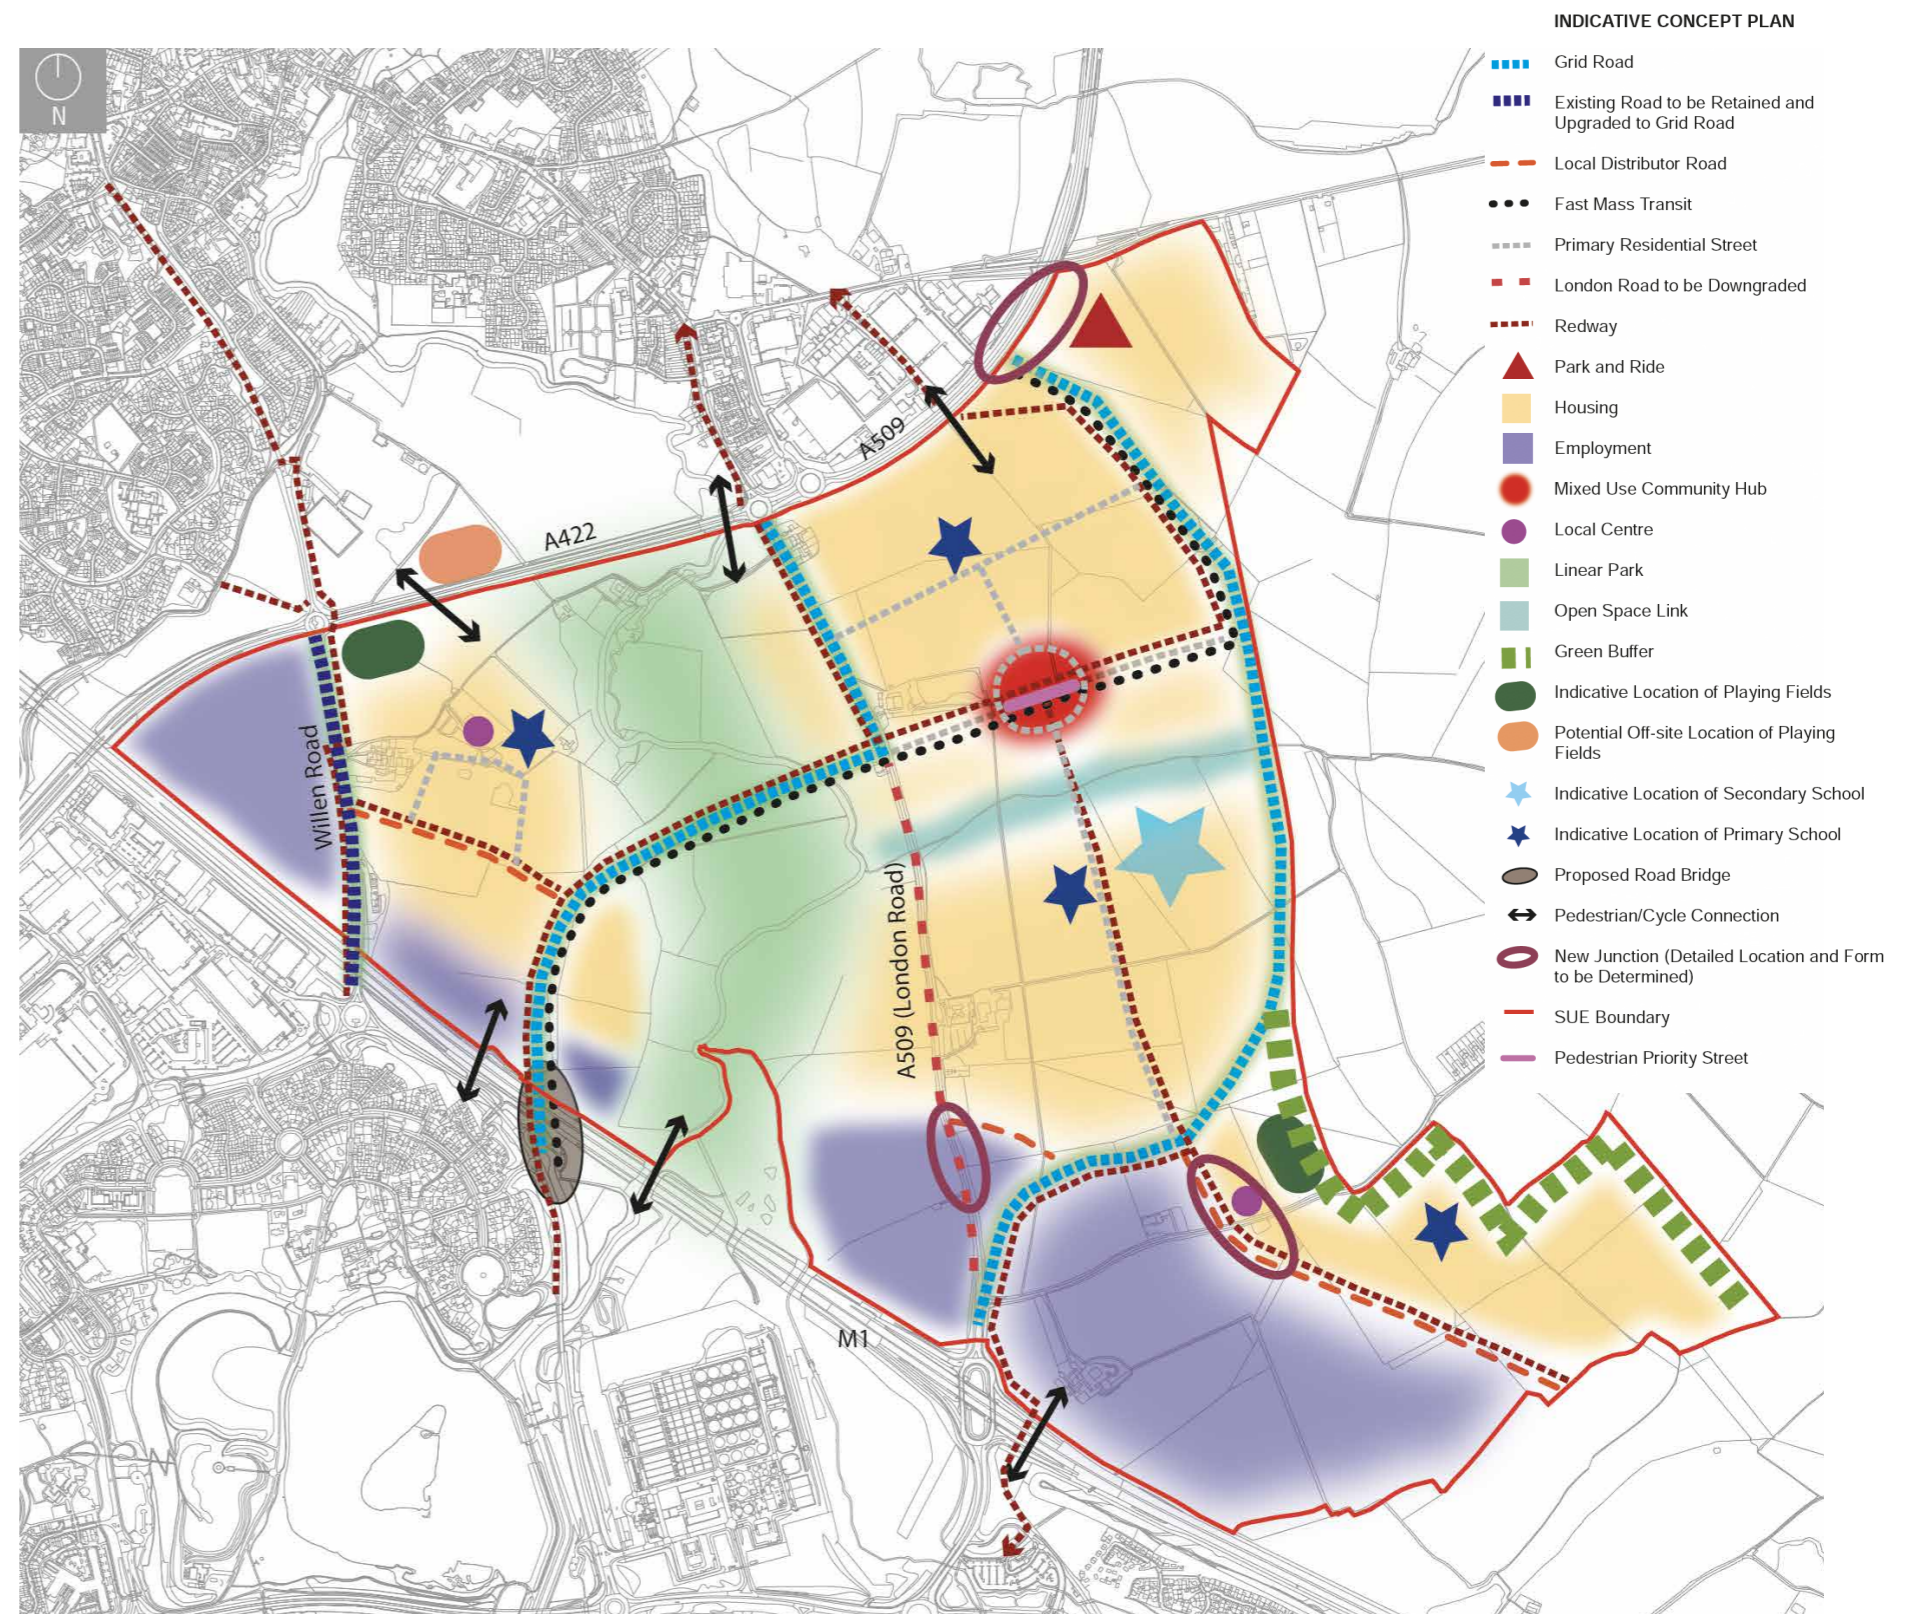 INDICATIVE CONCEPT PLAN
Grid Road
Existing Road to be Retained and
Upgraded to Grid Road
Local Distributor Road
Fast Mass Transit
Primary Residential Street
London Road to be Downgraded
Redway
Park and Ride
Housing
Employment
Mixed Use Community Hub
Local Centre
Linear Park
Open Space Link
Green Buffer
Indicative Location of Playing Fields
Potential Off-site Location of Playing
Fields
Indicative Location of Secondary School
Indicative Location of Primary School
Proposed Road Bridge
Pedestrian/Cycle Connection
New Junction (Detailed Location and Form
to be Determined)
SUE Boundary
Pedestrian Priority Street
N
A509
A422
Willen Road
A509 (London Road)
M1